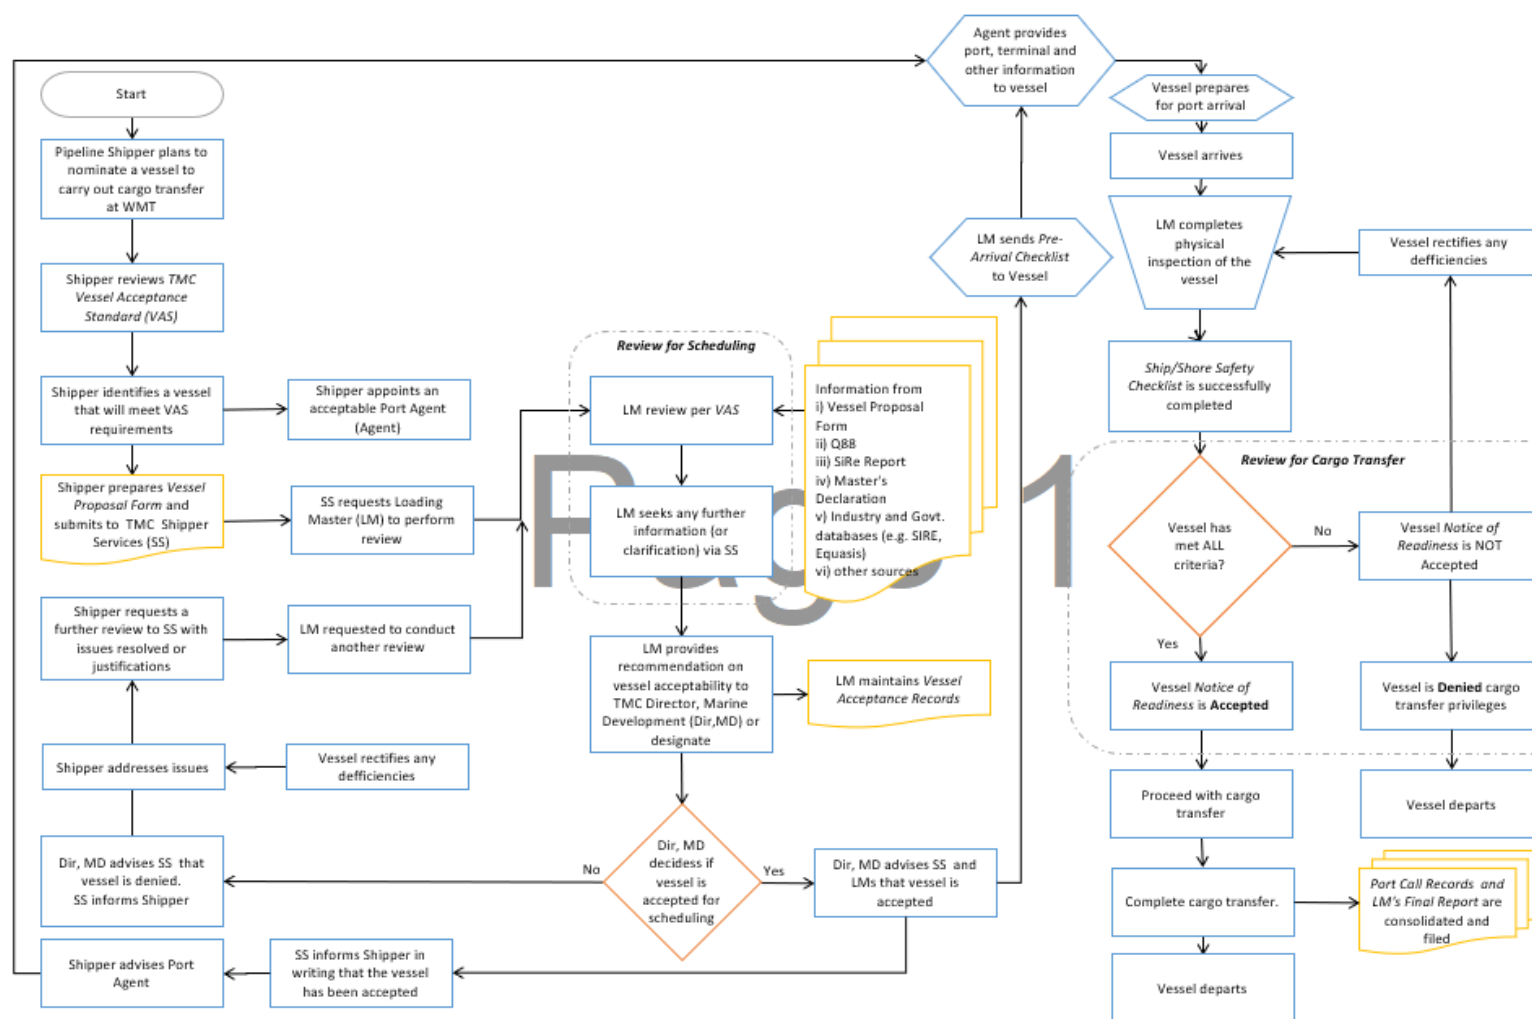 Start
Pipeline Shipper plans to
nominate a vessel to
carry out cargo transfer
at WMT
Shipper reviews TMC
Vessel Acceptance
Standard (VAS)
Shipper identifies a vessel
that will meet VAS
requirements
Shipper appoints an
acceptable Port Agent
(Agent)
Shipper prepares Vessel
Proposal Form and
submits to TMC Shipper
Services (SS)
SS requests Loading
Master (LM) to perform
review
Shipper requests a
further review to SS with
issues resolved or
justifications
LM requested to conduct
another review
Shipper addresses issues
Vessel rectifies any
defficiencies
Dir, MD advises SS that
vessel is denied.
SS informs Shipper
Shipper advises Port
Agent
SS informs Shipper in
writing that the vessel
has been accepted
Review for Scheduling
LM review per VAS
LM seeks any further
information (or
clarification) via SS
Information from
i) Vessel Proposal
Form
ii) Q88
iii) SiRe Report
iv) Master's
Declaration
v) Industry and Govt.
databases (e.g. SIRE,
Equasis)
vi) other sources
Page 1
LM provides
recommendation on
vessel acceptability to
TMC Director, Marine
Development (Dir,MD) or
designate
LM maintains Vessel
Acceptance Records
Dir, MD
decidess if
vessel is
accepted for
scheduling
No
Yes
Dir, MD advises SS and
LMs that vessel is
accepted
LM sends Pre-
Arrival Checklist
to Vessel
Agent provides
port, terminal and
other information
to vessel
Vessel prepares
for port arrival
Vessel arrives
LM completes
physical
inspection of the
vessel
Vessel rectifies any
defficiencies
Ship/Shore Safety
Checklist is successfully
completed
Review for Cargo Transfer
Vessel has
met ALL
criteria?
No
Yes
Vessel Notice of
Readiness is NOT
Accepted
Vessel Notice of
Readiness is Accepted
Vessel is Denied cargo
transfer privileges
Proceed with cargo
transfer
Vessel departs
Complete cargo transfer.
Port Call Records and
LM's Final Report are
consolidated and
filed
Vessel departs